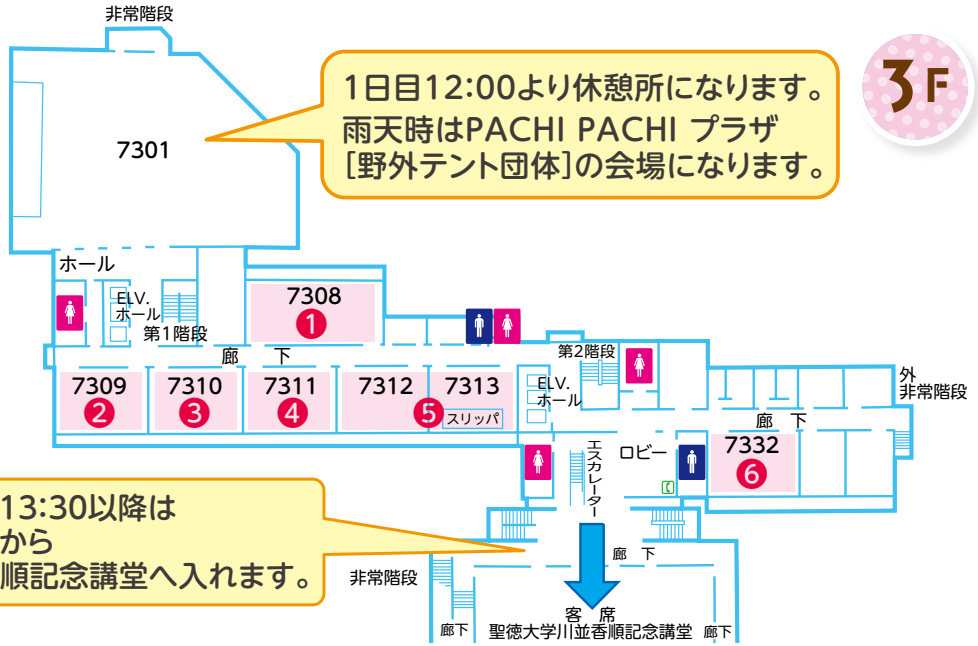 非常階段
3F
1日目12:00より休憩所になります。
雨天時はPACHI PACHI プラザ
[野外テント団体]の会場になります。
7301
ホール
ELV.
ホール
第1階段
7308
1
廊 下
第2階段
7309
2
7310
3
7311
4
7312
7313
5
スリッパ
ELV.
ホール
外
非常階段
廊 下
ロビー
エスカレーター
7332
6
13:30以降は
から
順記念講堂へ入れます。
廊 下
非常階段
客 席
聖徳大学川並香順記念講堂
廊下
廊下